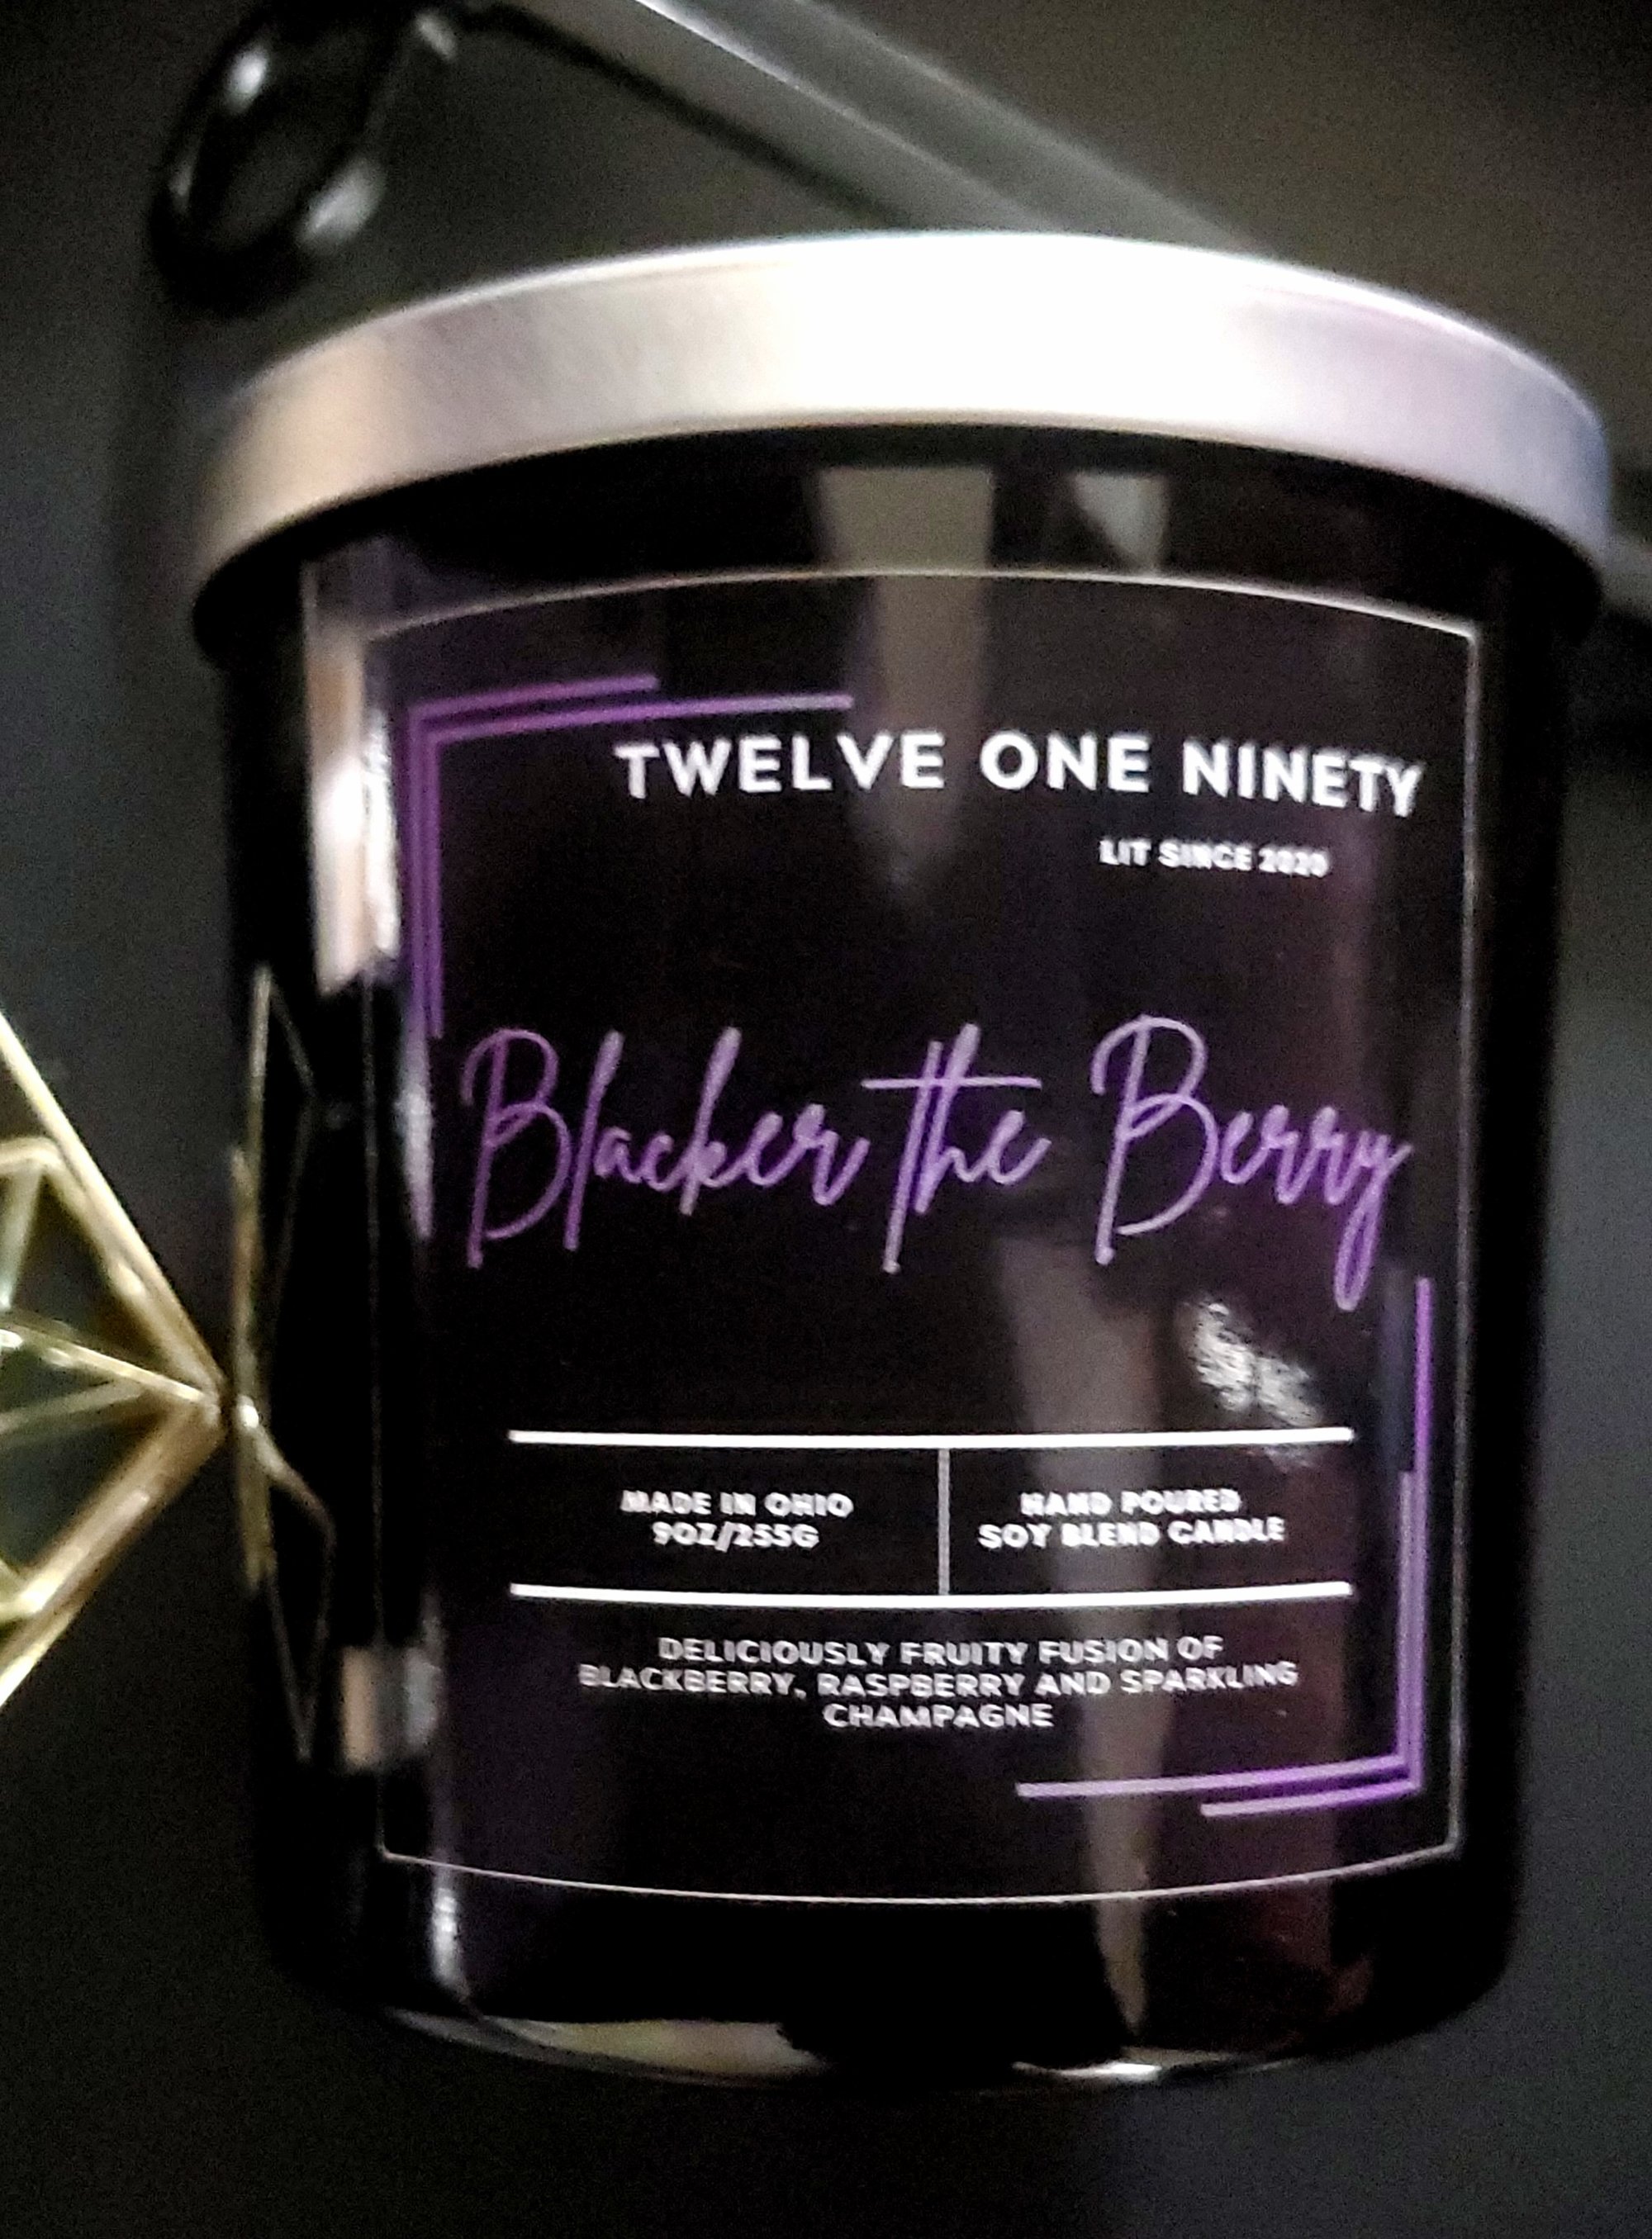 TWELVE ONE NINETY
LIT SINCE 2020
Blacker the Berry
MADE IN OHIO
9OZ/255G
HAND POURED
SOY BLEND CANDLE
DELICIOUSLY FRUITY FUSION OF
BLACKBERRY, RASPBERRY AND SPARKLING
CHAMPAGNE